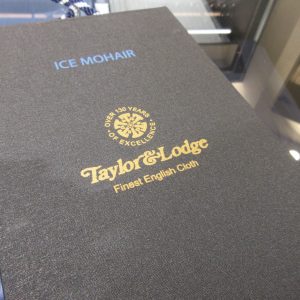 ICE MOHAIR
OVER 130 YEARS
OF EXCELLENCE
Taylor&Lodge
Finest English Cloth